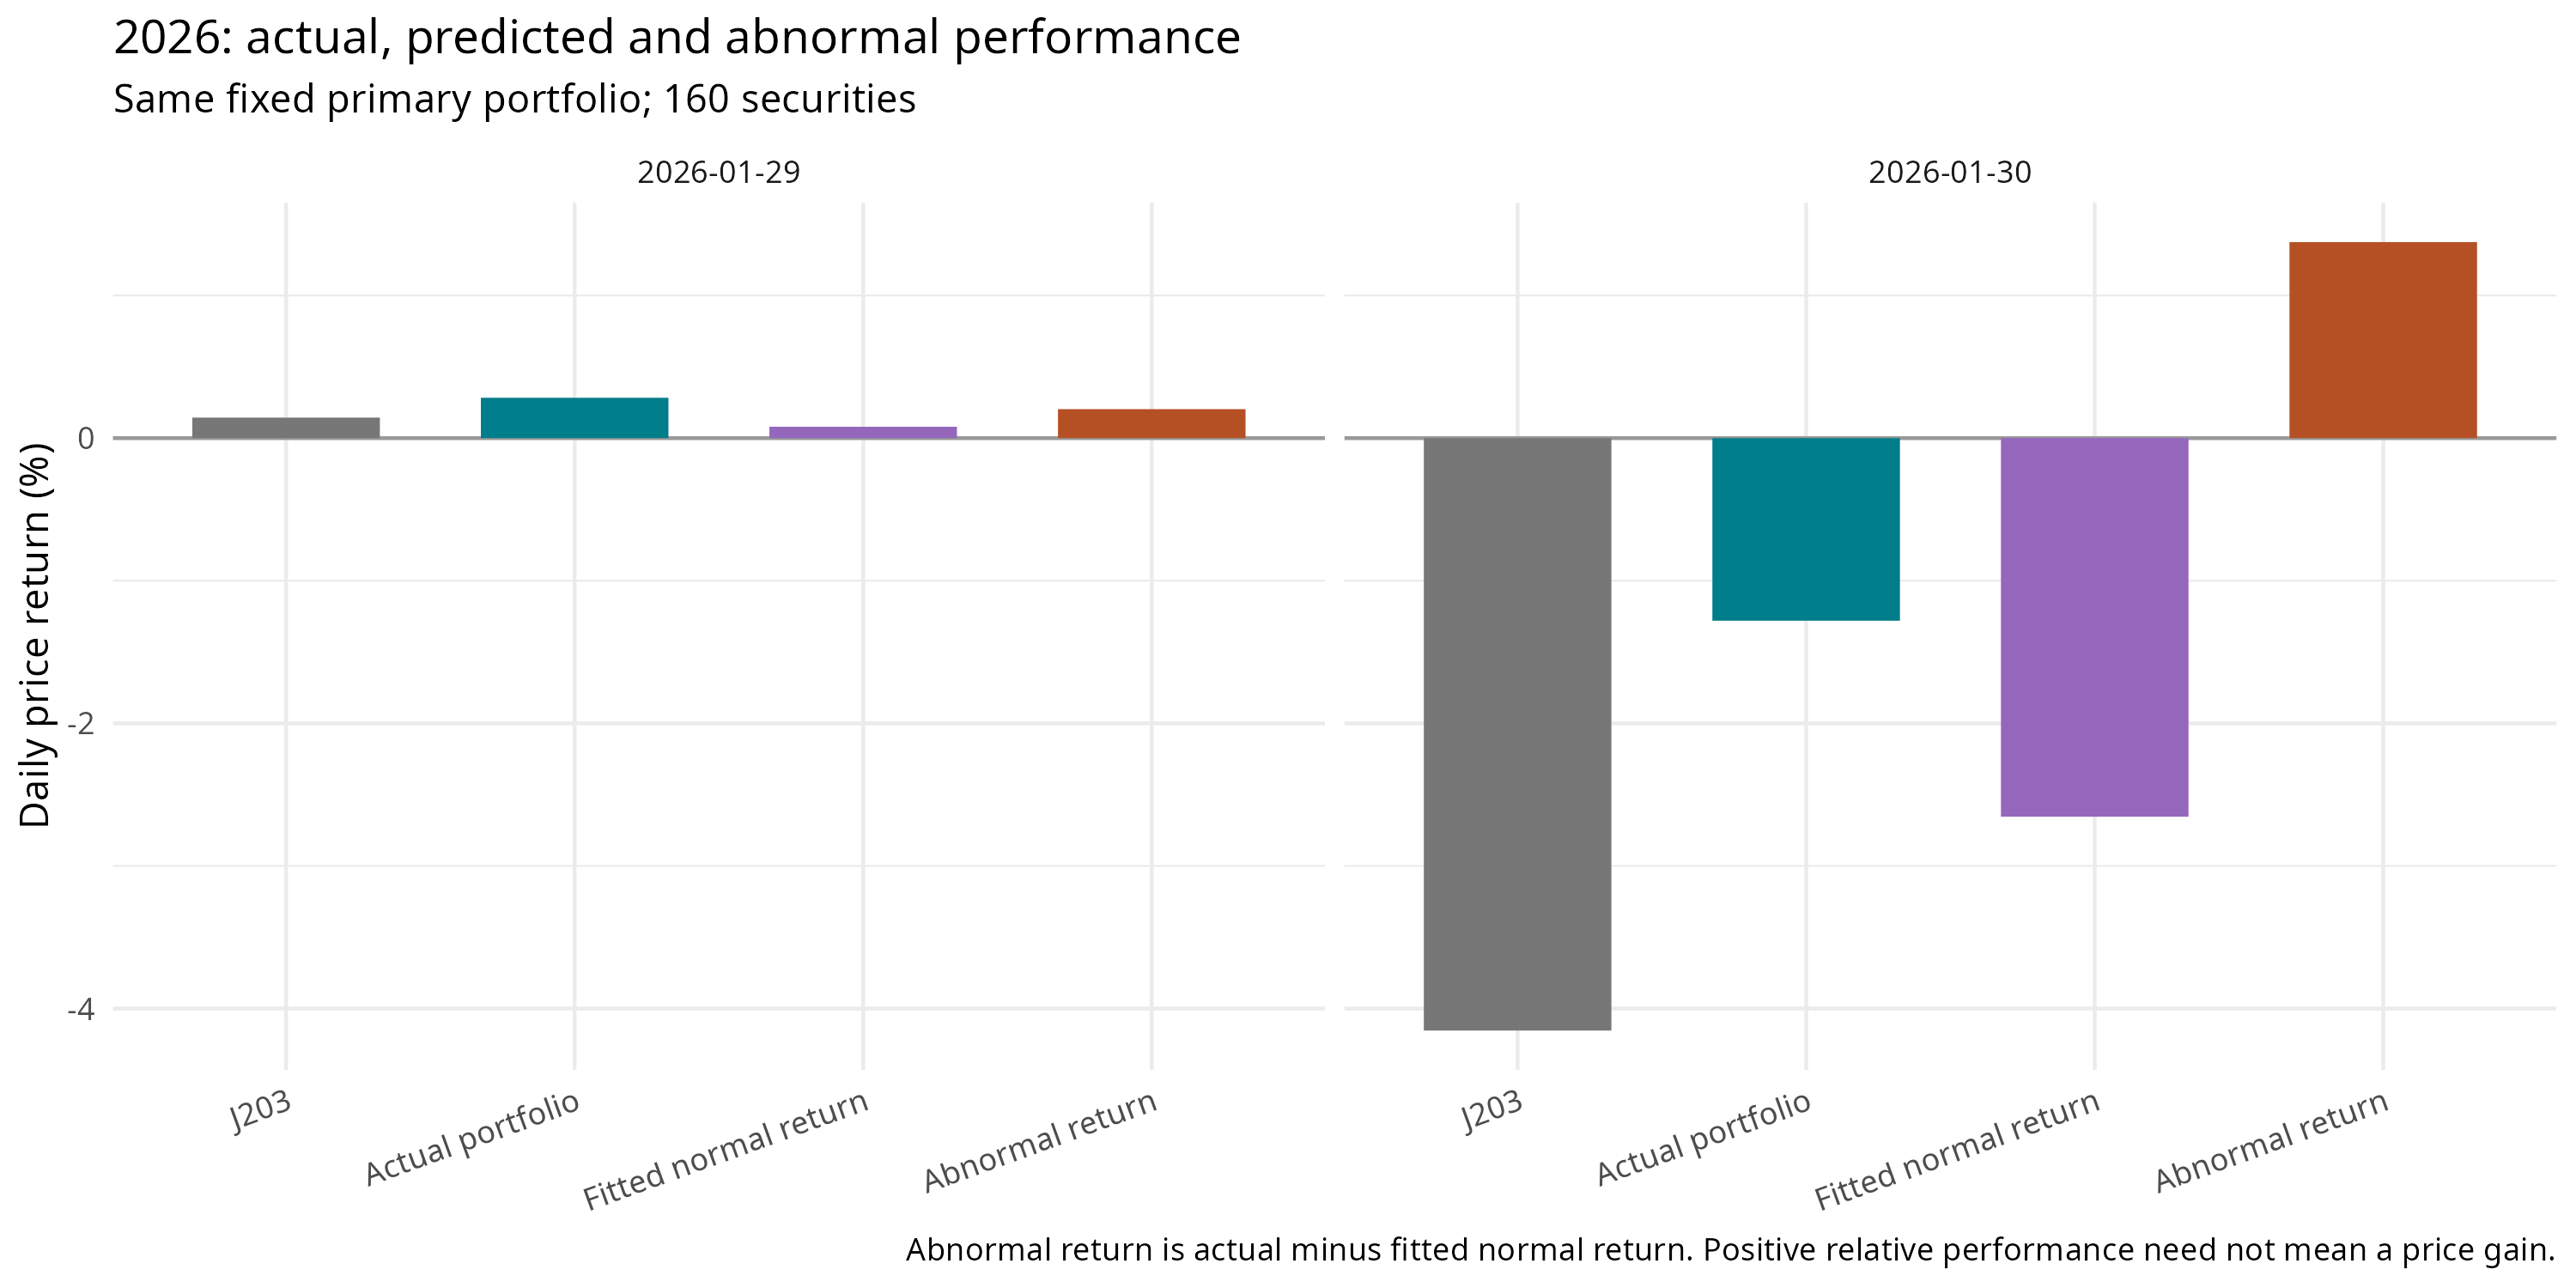 2026: actual, predicted and abnormal performance
Same fixed primary portfolio; 160 securities
2026-01-29
2026-01-30
Daily price return (%)
0
-2
-4
J203
Actual portfolio
Fitted normal return
Abnormal return
J203
Actual portfolio
Fitted normal return
Abnormal return
Abnormal return is actual minus fitted normal return. Positive relative performance need not mean a price gain.